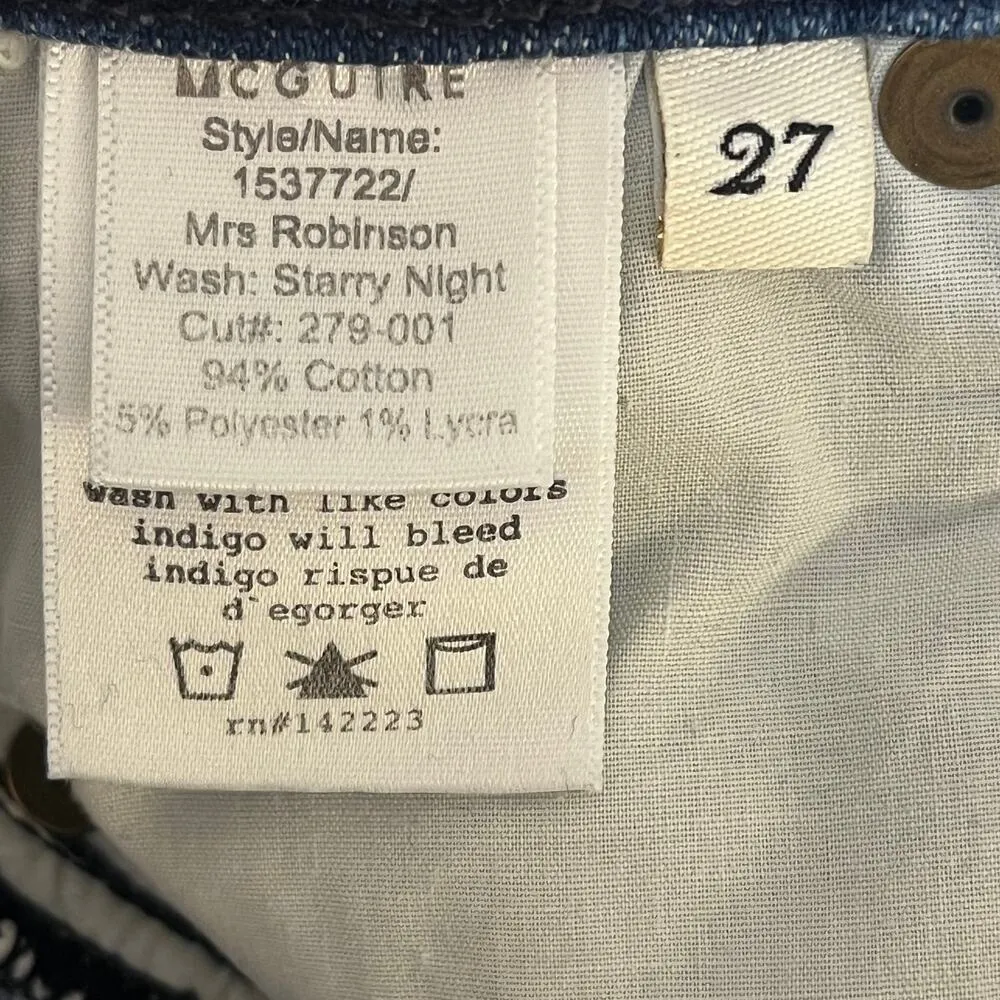 MCGUIRE
Style/Name:
1537722/
Mrs Robinson
Wash: Starry Night
Cut#: 279-001
94% Cotton
5% Polyester 1% Lycra
wash with like colors
indigo will bleed
indigo rispue de
d`egorger
rn#142223
27